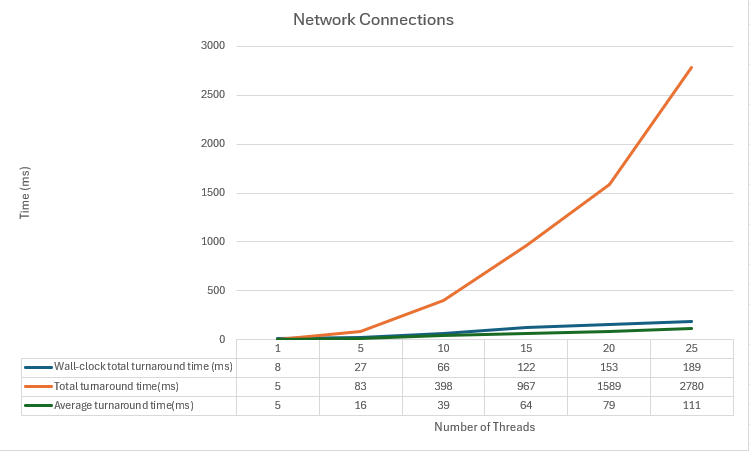 Network Connections
3000
2500
2000
1500
1000
500
0
Time (ms)
1 5 10 15 20 25
Wall-clock total turnaround time (ms) 8 27 66 122 153 189
Total turnaround time(ms) 5 83 398 967 1589 2780
Average turnaround time(ms) 5 16 39 64 79 111
Number of Threads